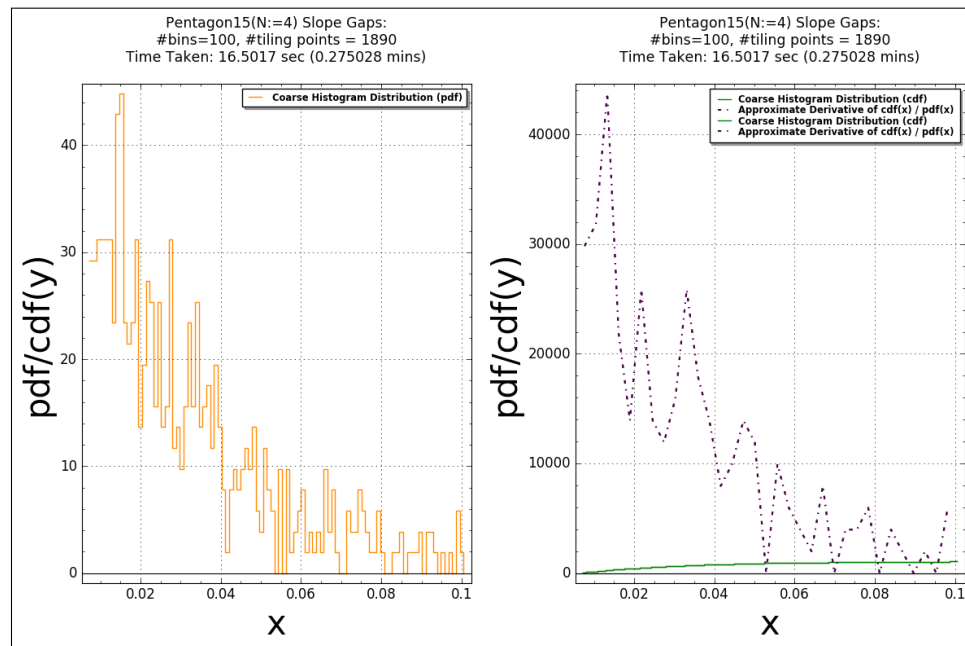 Pentagon15(N:=4) Slope Gaps:
#bins=100, #tiling points = 1890
Time Taken: 16.5017 sec (0.275028 mins)
Coarse Histogram Distribution (pdf)
pdf/cdf(y)
40
30
20
10
0
0.02
0.04
0.06
0.08
0.10
x
Pentagon15(N:=4) Slope Gaps:
#bins=100, #tiling points = 1890
Time Taken: 16.5017 sec (0.275028 mins)
Coarse Histogram Distribution (cdf)
Approximate Derivative of cdf(x) / pdf(x)
Coarse Histogram Distribution (cdf)
Approximate Derivative of cdf(x) / pdf(x)
pdf/cdf(y)
40000
30000
20000
10000
0
0.02
0.04
0.06
0.08
0.10
x